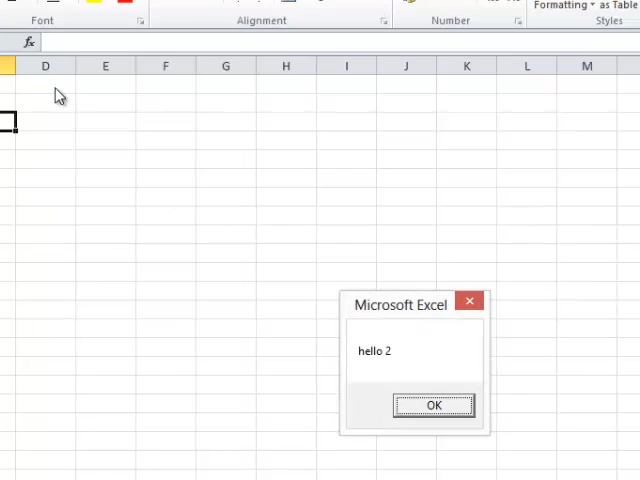 Formatting as Table
Font
Alignment
Number
Styles
fx
D E F G H I J K L M
Microsoft Excel
hello 2
OK